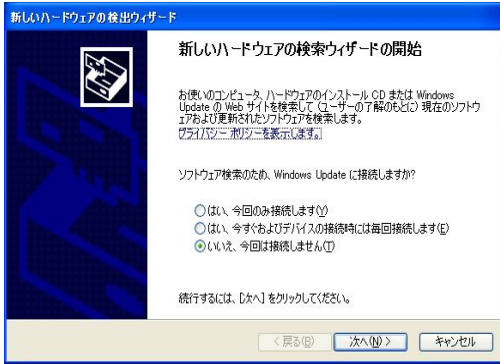 新しいハードウェアの検出ウィザード
新しいハードウェアの検索ウィザードの開始
お使いのコンピュータ、ハードウェアのインストール CD または Windows
Update の Web サイトを検索して (ユーザーの了解のもとに) 現在のソフトウ
ェアおよび更新されたソフトウェアを検索します。
プライバシー ポリシーを表示します。
ソフトウェア検索のため、Windows Update に接続しますか?
はい、今回のみ接続します(Y)
はい、今すぐおよびデバイスの接続時には毎回接続します(E)
いいえ、今回は接続しません(T)
続行するには、[次へ] をクリックしてください。
< 戻る(B) 次へ(N) > キャンセル